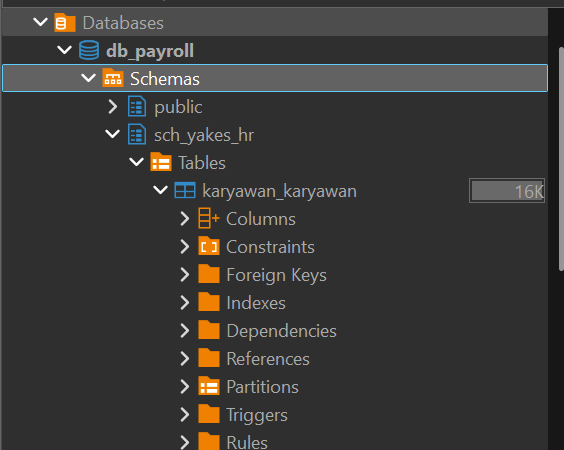 Databases
db_payroll
Schemas
public
sch_yakes_hr
Tables
karyawan_karyawan 16K
Columns
Constraints
Foreign Keys
Indexes
Dependencies
References
Partitions
Triggers
Rules